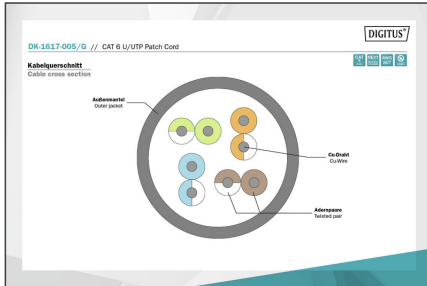 DIGITUS®
DK-1617-005/G // CAT 6 U/UTP Patch Cord
Kabelquerschnitt
Cable cross section
Außenmantel
Outer jacket
Cu-Draht
Cu-Wire
Adernpaare
Twisted pair